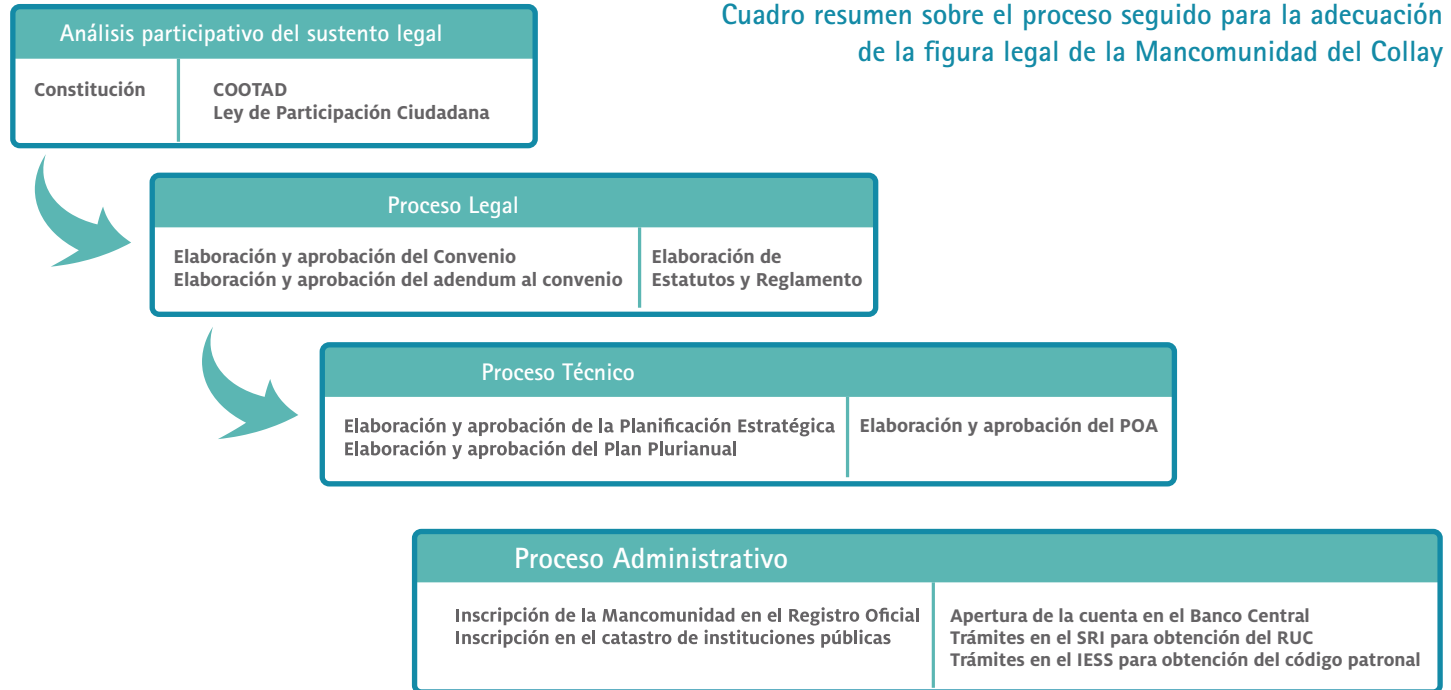 Cuadro resumen sobre el proceso seguido para la adecuación
de la figura legal de la Mancomunidad del Collay
Análisis participativo del sustento legal
Constitución
COOTAD
Ley de Participación Ciudadana
Proceso Legal
Elaboración y aprobación del Convenio
Elaboración y aprobación del adendum al convenio
Elaboración de
Estatutos y Reglamento
Proceso Técnico
Elaboración y aprobación de la Planificación Estratégica
Elaboración y aprobación del Plan Plurianual
Elaboración y aprobación del POA
Proceso Administrativo
Inscripción de la Mancomunidad en el Registro Oficial
Inscripción en el catastro de instituciones públicas
Apertura de la cuenta en el Banco Central
Trámites en el SRI para obtención del RUC
Trámites en el IESS para obtención del código patronal